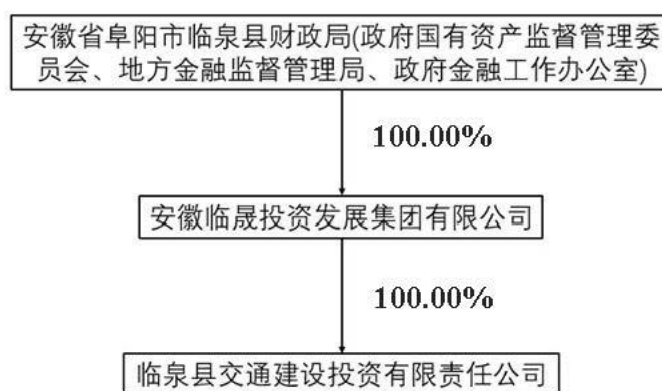 安徽省阜阳市临泉县财政局(政府国有资产监督管理委
员会、地方金融监督管理局、政府金融工作办公室)
100.00%
安徽临晟投资发展集团有限公司
100.00%
临泉县交通建设投资有限责任公司